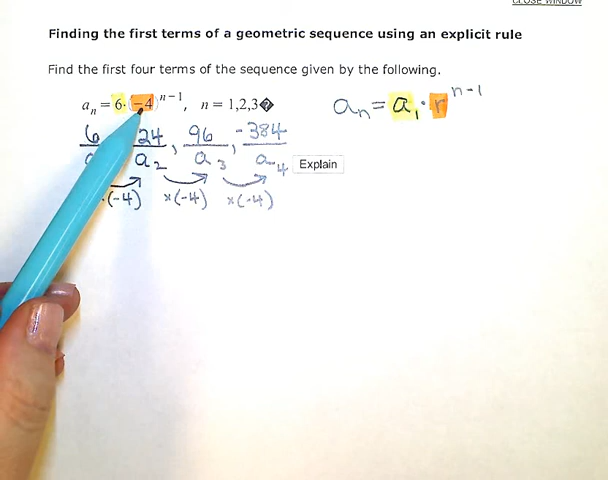 CLOSE WINDOW
Finding the first terms of a geometric sequence using an explicit rule
Find the first four terms of the sequence given by the following.
aₙ = 6·(−4)ⁿ⁻¹, n = 1,2,3�
aₙ = a₁·rⁿ⁻¹
6 24, 96, -384
a₂ a₃ a₄
Explain
·(-4) ×(-4) ×(-4)